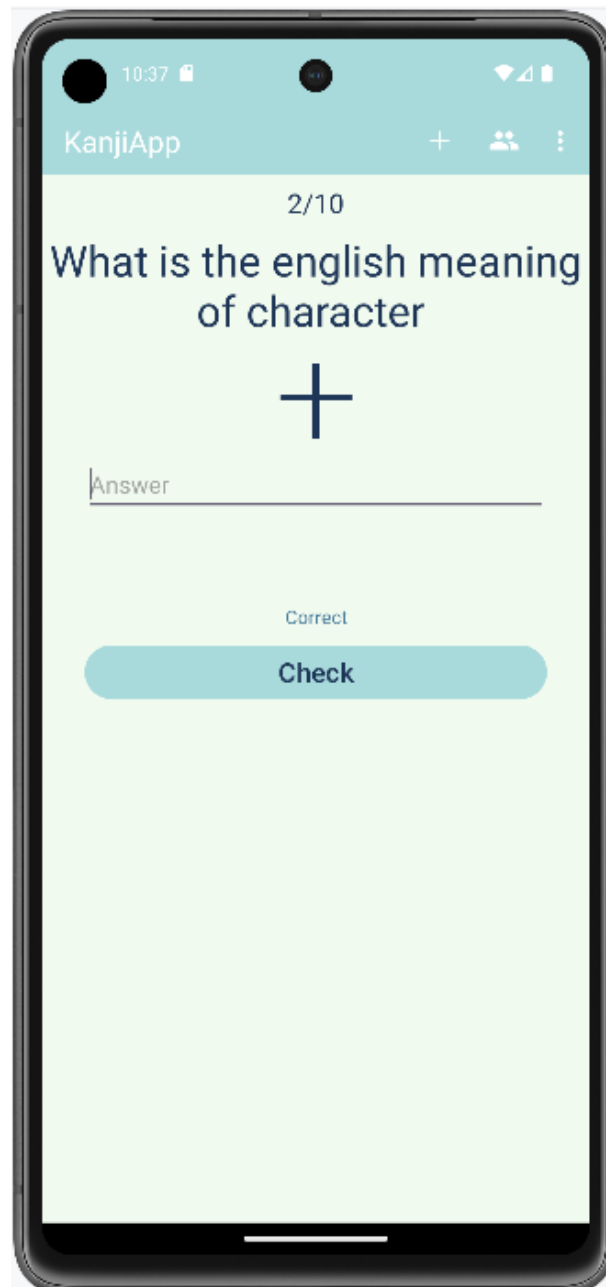 10:37
KanjiApp
2/10
What is the english meaning
of character
十
Answer
Correct
Check